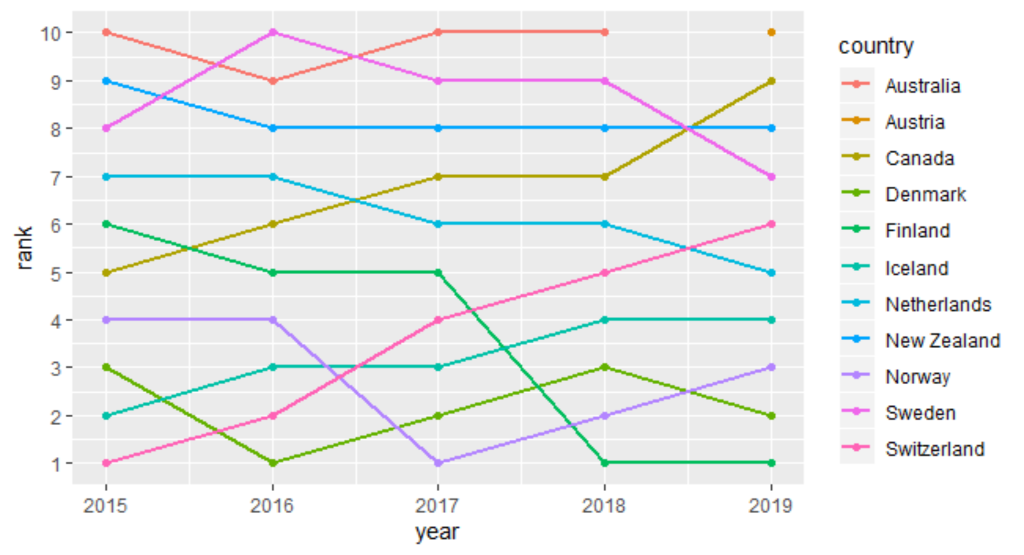 10
9
8
7
6
5
4
3
2
1
rank
2015 2016 2017 2018 2019
year
country
Australia
Austria
Canada
Denmark
Finland
Iceland
Netherlands
New Zealand
Norway
Sweden
Switzerland